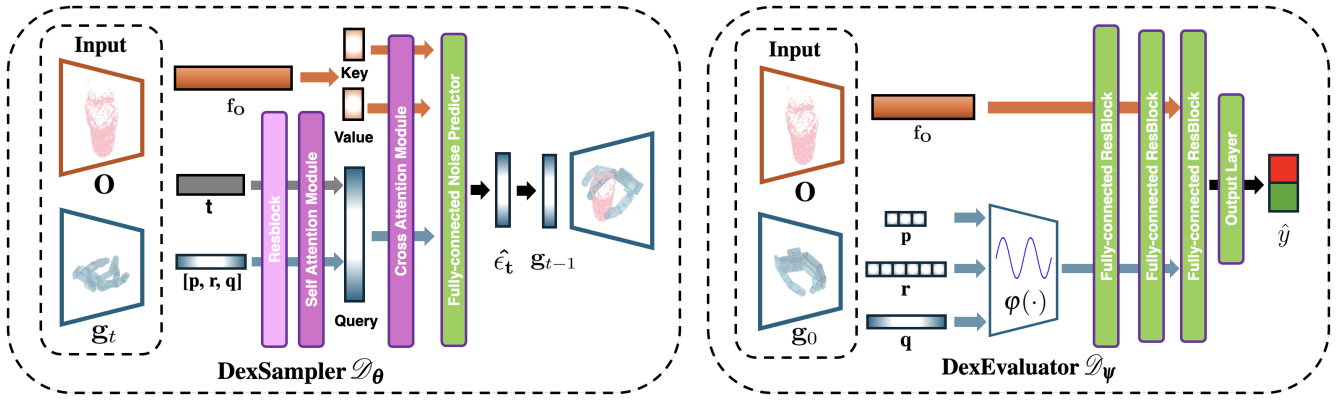 Input
O
g_t
f_O
t
[p, r, q]
Resblock
Self Attention Module
Key
Value
Query
Cross Attention Module
Fully-connected Noise Predictor
ε̂_t
g_{t−1}
DexSampler 𝒟_θ
Input
O
g_0
f_O
p
r
q
φ(·)
Fully-connected ResBlock
Fully-connected ResBlock
Fully-connected ResBlock
Output Layer
ŷ
DexEvaluator 𝒟_ψ